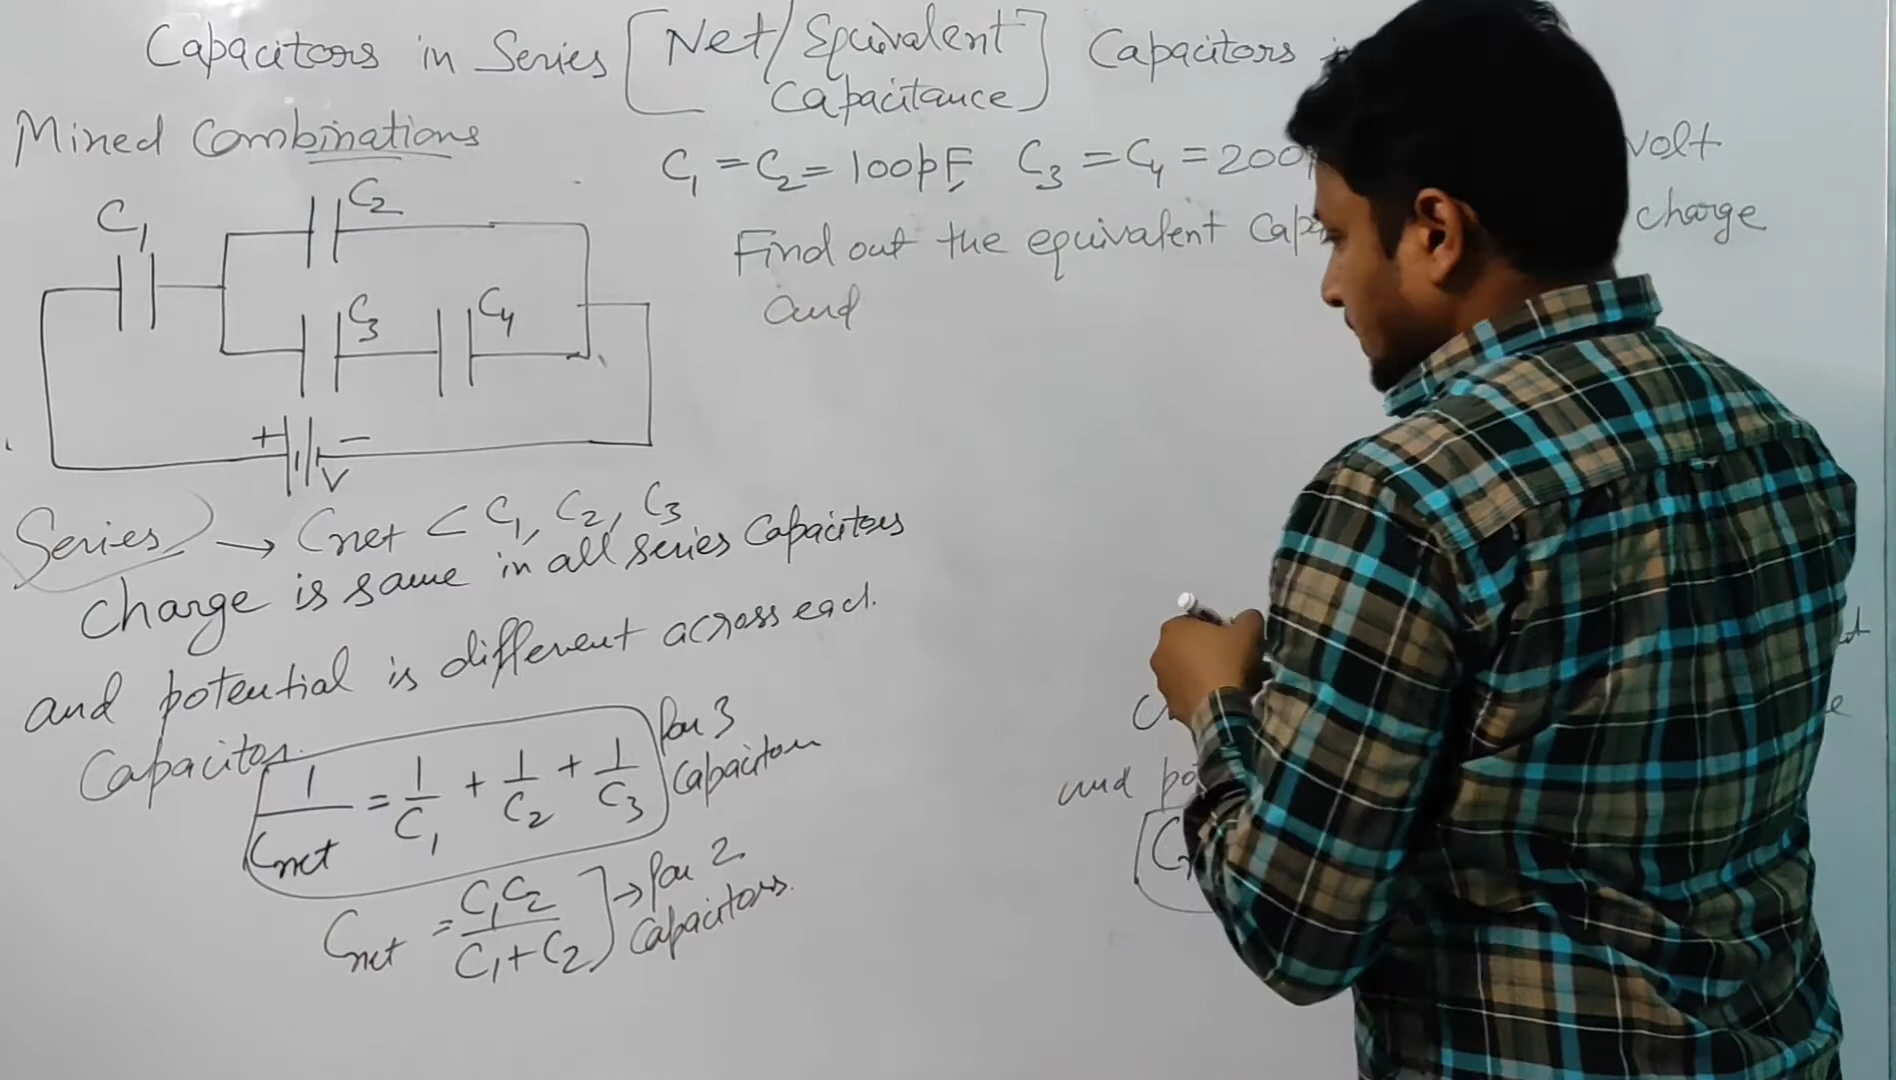 Capacitors in Series [Net/Equivalent Capacitance] Capacitors
Mixed Combinations
C1 = C2 = 100pF C3 = C4 = 200 volt
Find out the equivalent charge
and
C1
C2
C3
C4
+ −
V
Series → Cnet < C1, C2, C3
Charge is same in all series Capacitors
and potential is different across each
Capacitor.
1/Cnet = 1/C1 + 1/C2 + 1/C3 for 3 Capacitors
Cnet = C1C2/C1+C2 ] → for 2 Capacitors.
and